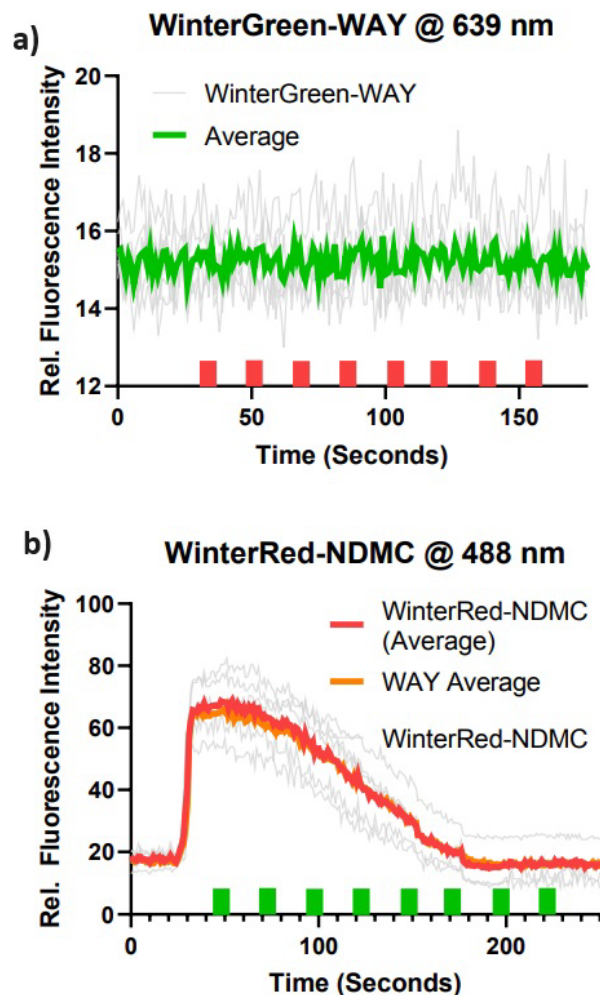 a)
WinterGreen-WAY @ 639 nm
Rel. Fluorescence Intensity
20
18
16
14
12
WinterGreen-WAY
Average
0
50
100
150
Time (Seconds)
b)
WinterRed-NDMC @ 488 nm
Rel. Fluorescence Intensity
100
80
60
40
20
0
WinterRed-NDMC
(Average)
WAY Average
WinterRed-NDMC
0
100
200
Time (Seconds)